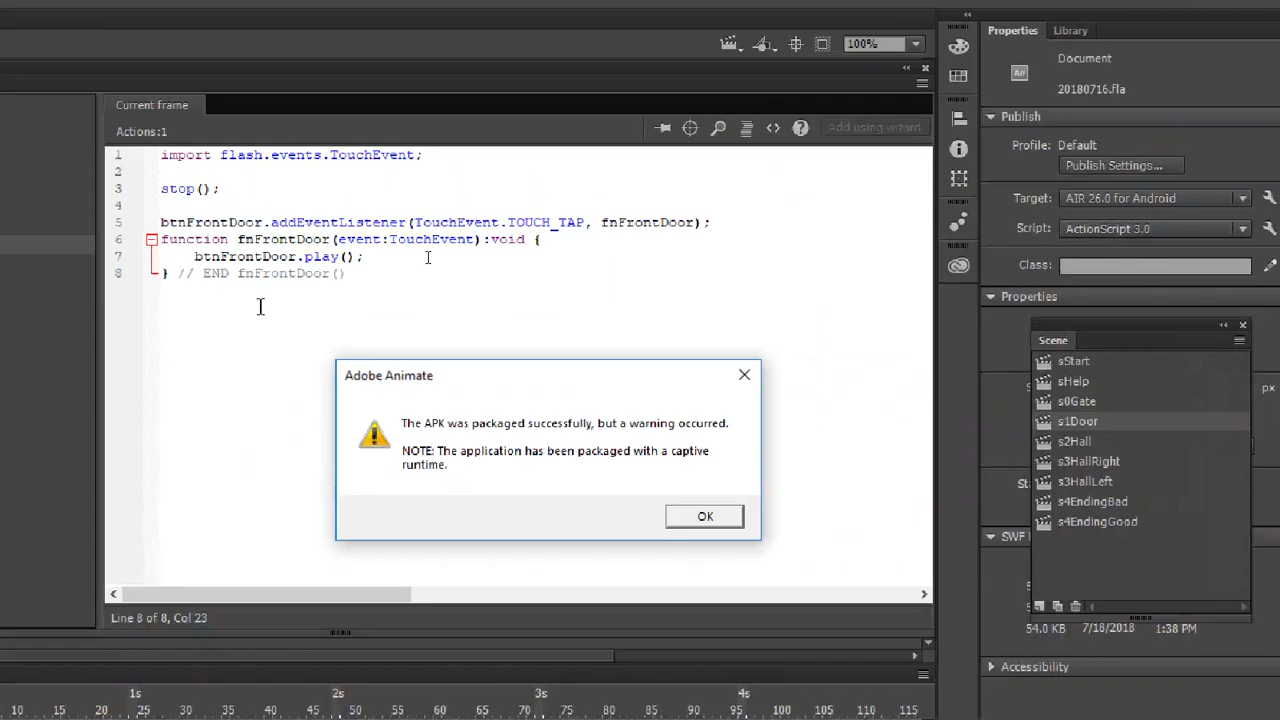 100%
Properties
Library
Document
An
20180716.fla
Current frame
Actions:1
Add using wizard
Publish
Profile: Default
Publish Settings...
Target: AIR 26.0 for Android
Script: ActionScript 3.0
Class:
Properties
1 import flash.events.TouchEvent;
2
3 stop();
4
5 btnFrontDoor.addEventListener(TouchEvent.TOUCH_TAP, fnFrontDoor);
6 function fnFrontDoor(event:TouchEvent):void {
7 btnFrontDoor.play();
8 } // END fnFrontDoor()
Scene
sStart
sHelp
s0Gate
s1Door
s2Hall
s3HallRight
s3HallLeft
s4EndingBad
s4EndingGood
px
St
SWF
Adobe Animate
The APK was packaged successfully, but a warning occurred.
NOTE: The application has been packaged with a captive
runtime.
OK
Line 8 of 8, Col 23
54.0 KB 7/18/2018 1:38 PM
Accessibility
1s 2s 3s 4s
10 15 20 25 30 35 40 45 50 55 60 65 70 75 80 85 90 95 100 105 110 115